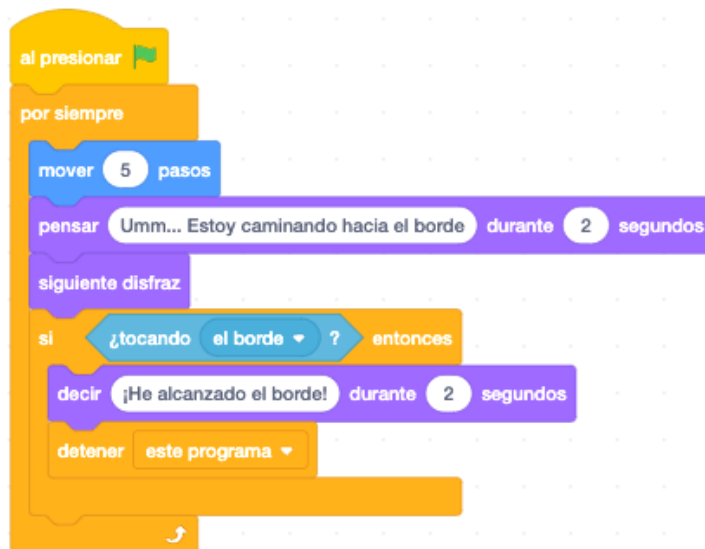 al presionar
por siempre
mover 5 pasos
pensar Umm... Estoy caminando hacia el borde durante 2 segundos
siguiente disfraz
si ¿tocando el borde ? entonces
decir ¡He alcanzado el borde! durante 2 segundos
detener este programa